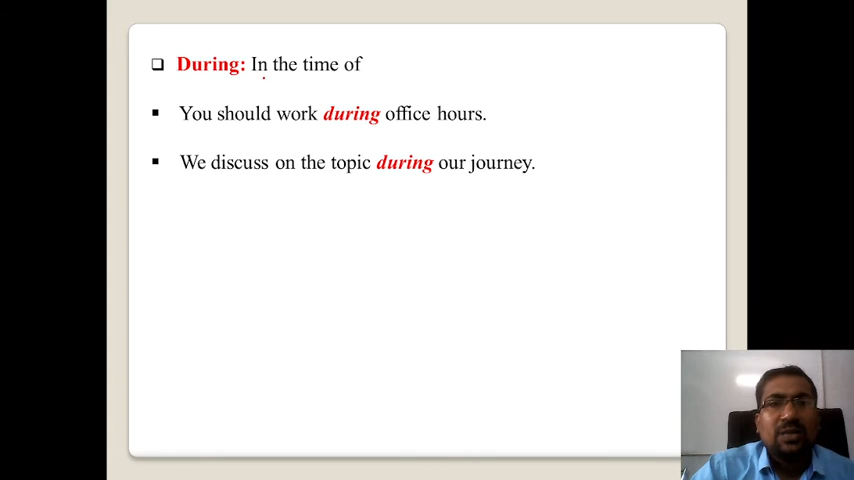 During: In the time of
You should work during office hours.
We discuss on the topic during our journey.